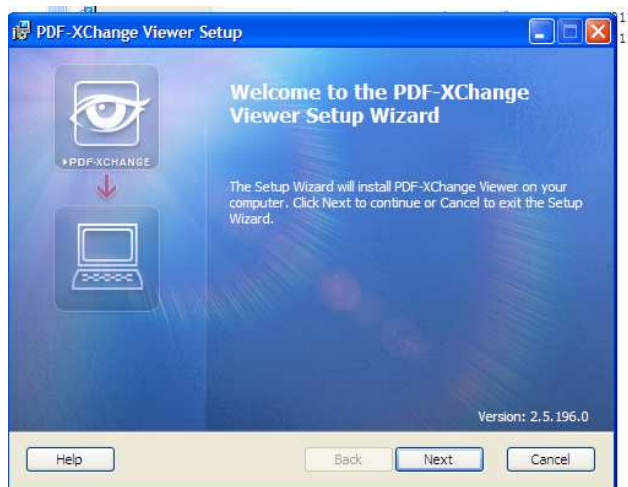 PDF-XChange Viewer Setup
Welcome to the PDF-XChange
Viewer Setup Wizard
PDF-XCHANGE
The Setup Wizard will install PDF-XChange Viewer on your
computer. Click Next to continue or Cancel to exit the Setup
Wizard.
Version: 2.5.196.0
Help
Back
Next
Cancel